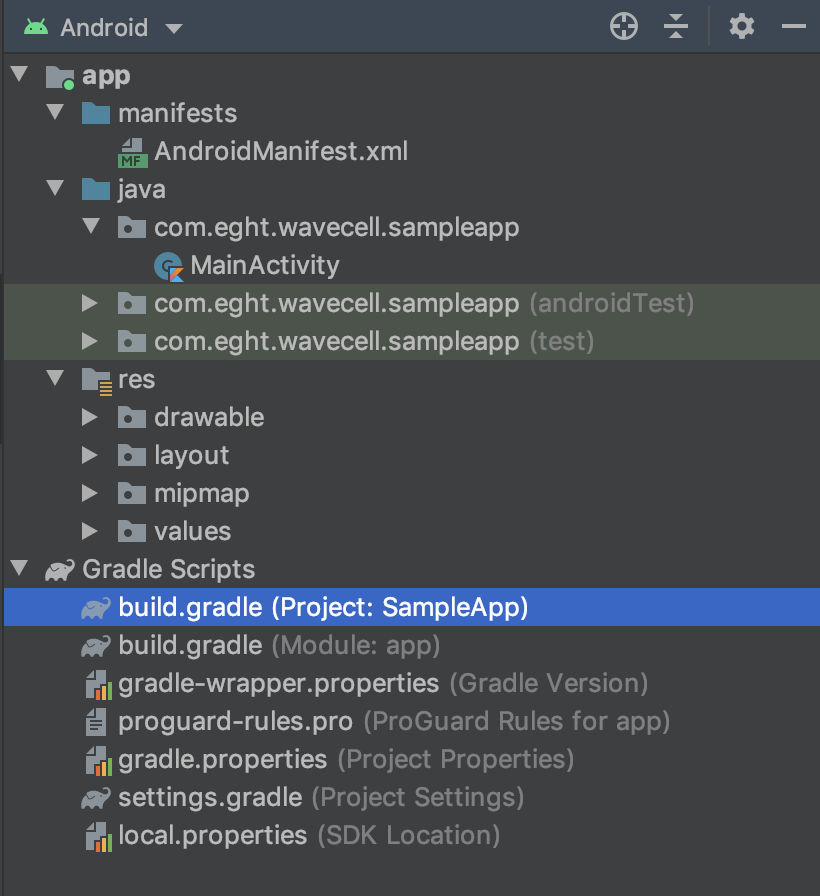 Android
app
manifests
MF AndroidManifest.xml
java
com.eght.wavecell.sampleapp
C MainActivity
com.eght.wavecell.sampleapp (androidTest)
com.eght.wavecell.sampleapp (test)
res
drawable
layout
mipmap
values
Gradle Scripts
build.gradle (Project: SampleApp)
build.gradle (Module: app)
gradle-wrapper.properties (Gradle Version)
proguard-rules.pro (ProGuard Rules for app)
gradle.properties (Project Properties)
settings.gradle (Project Settings)
local.properties (SDK Location)